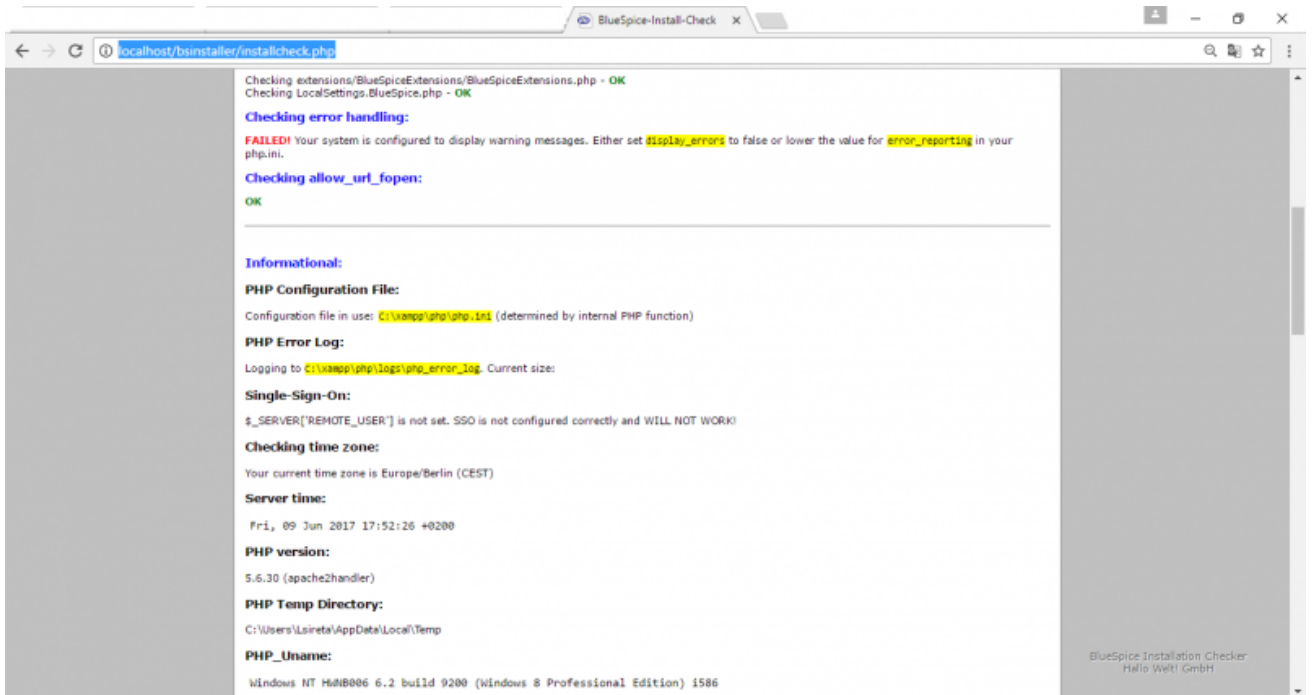 BlueSpice-Install-Check
localhost/bsinstaller/installcheck.php
Checking extensions/BlueSpiceExtensions/BlueSpiceExtensions.php - OK
Checking LocalSettings.BlueSpice.php - OK
Checking error handling:
FAILED! Your system is configured to display warning messages. Either set display_errors to false or lower the value for error_reporting in your
php.ini.
Checking allow_url_fopen:
OK
Informational:
PHP Configuration File:
Configuration file in use: C:\xampp\php\php.ini (determined by internal PHP function)
PHP Error Log:
Logging to C:\xampp\php\logs\php_error_log. Current size:
Single-Sign-On:
$_SERVER['REMOTE_USER'] is not set. SSO is not configured correctly and WILL NOT WORK!
Checking time zone:
Your current time zone is Europe/Berlin (CEST)
Server time:
Fri, 09 Jun 2017 17:52:26 +0200
PHP version:
5.6.30 (apache2handler)
PHP Temp Directory:
C:\Users\Lsireta\AppData\Local\Temp
PHP_Uname:
Windows NT HWNB006 6.2 build 9200 (Windows 8 Professional Edition) i586
BlueSpice Installation Checker
Hallo Welt! GmbH